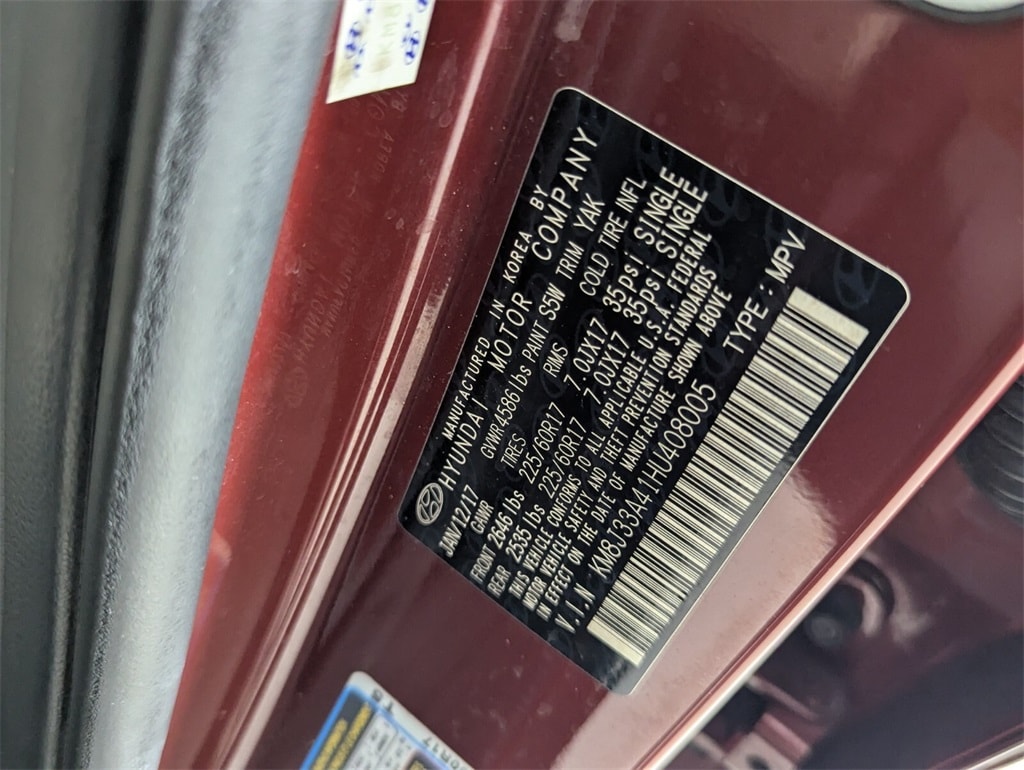 MANUFACTURED IN KOREA BY
HYUNDAI MOTOR COMPANY
JAN/12/17 GVWR 4586 lbs PAINT S5W TRIM YAK
GAWR TIRES RIMS COLD TIRE INFL
FRONT 2646 lbs 225/60R17 7.0JX17 35psi SINGLE
REAR 2535 lbs 225/60R17 7.0JX17 35psi SINGLE
THIS VEHICLE CONFORMS TO ALL APPLICABLE U.S.A. FEDERAL
MOTOR VEHICLE SAFETY AND THEFT PREVENTION STANDARDS
IN EFFECT ON THE DATE OF MANUFACTURE SHOWN ABOVE
V.I.N KM8J33A41HU408005 TYPE : MPV